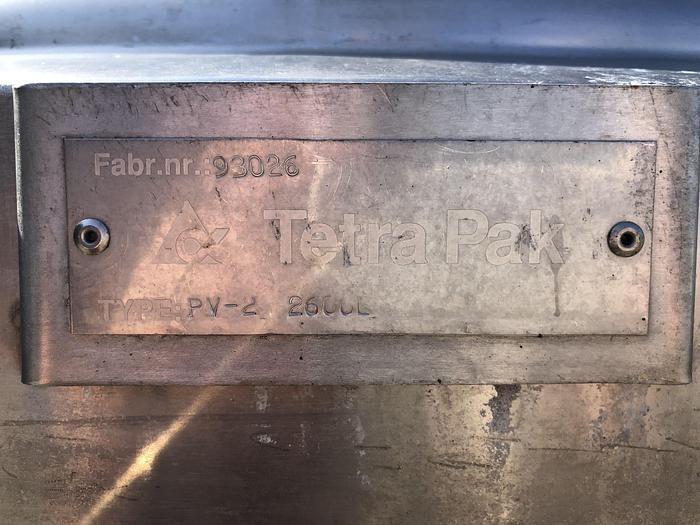 Fabr.nr.:93026
Tetra Pak
TYPE:PV-2 2600L